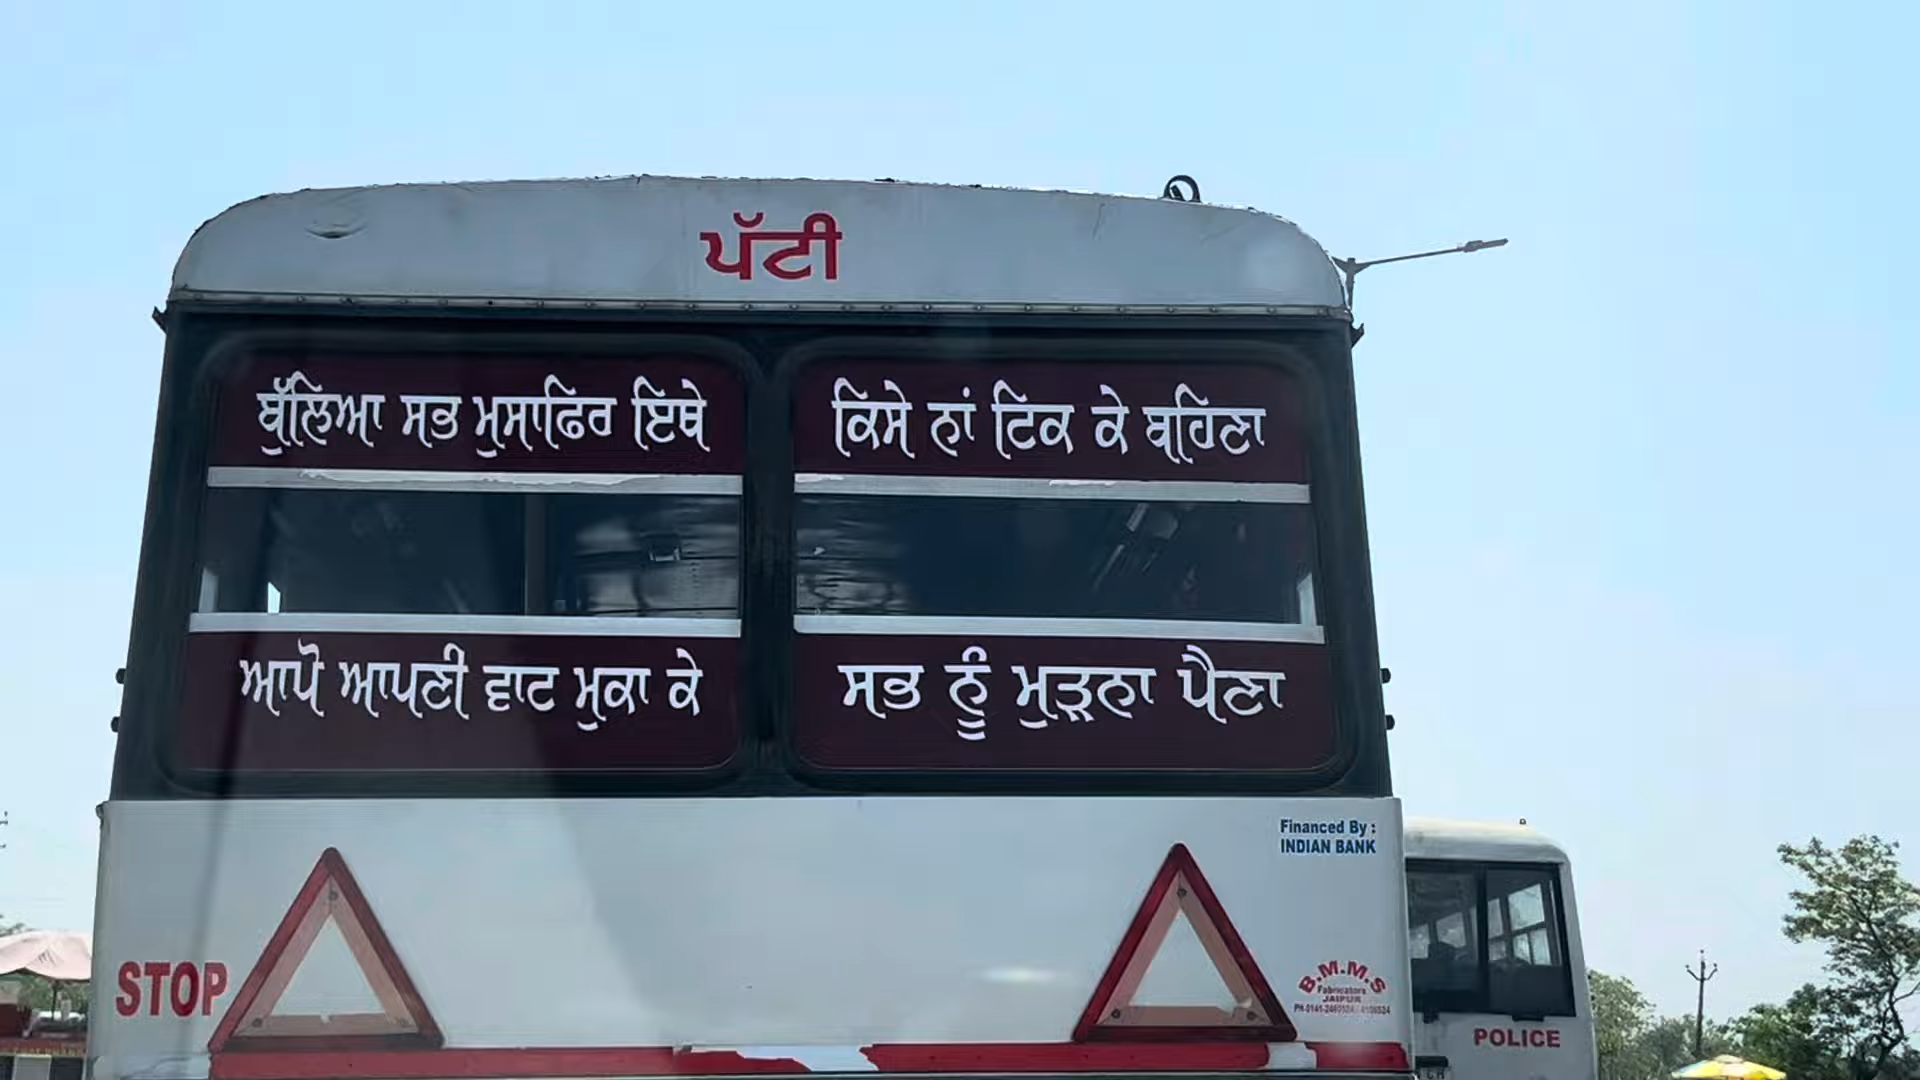 ਪੱਟੀ
ਬੁੱਲਿਆ ਸਭ ਮੁਸਾਫਿਰ ਇਥੇ
ਕਿਸੇ ਨਾਂ ਟਿਕ ਕੇ ਬਹਿਣਾ
ਆਪੋ ਆਪਣੀ ਵਾਟ ਮੁਕਾ ਕੇ
ਸਭ ਨੂੰ ਮੁੜਨਾ ਪੈਣਾ
Financed By :
INDIAN BANK
STOP
B.M.M.S
Fabricators
JAIPUR
POLICE